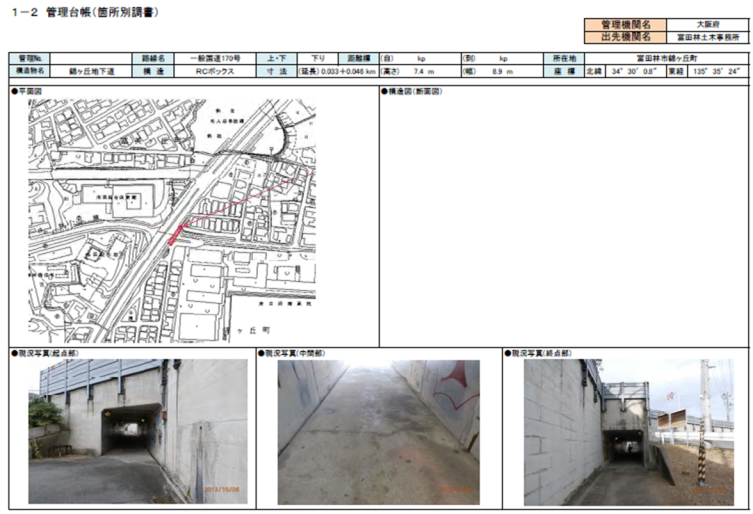 1－2 管理台帳(箇所別調書)
管理機関名 大阪府
出先機関名 富田林土木事務所
管理No. 路線名 一般国道170号 上・下 下り 距離標 (自) kp (到) kp 所在地 富田林市錦ヶ丘町
構造物名 錦ヶ丘地下道 構造 RCボックス 寸法 (延長) 0.033+0.046 km (高さ) 7.4 m (幅) 8.9 m 座標 北緯 34° 30′ 0.8″ 東経 135° 35′ 24″
●平面図 ●構造図(断面図)
ヶ丘町
●現況写真(起点部) ●現況写真(中間部) ●現況写真(終点部)
2013/10/08